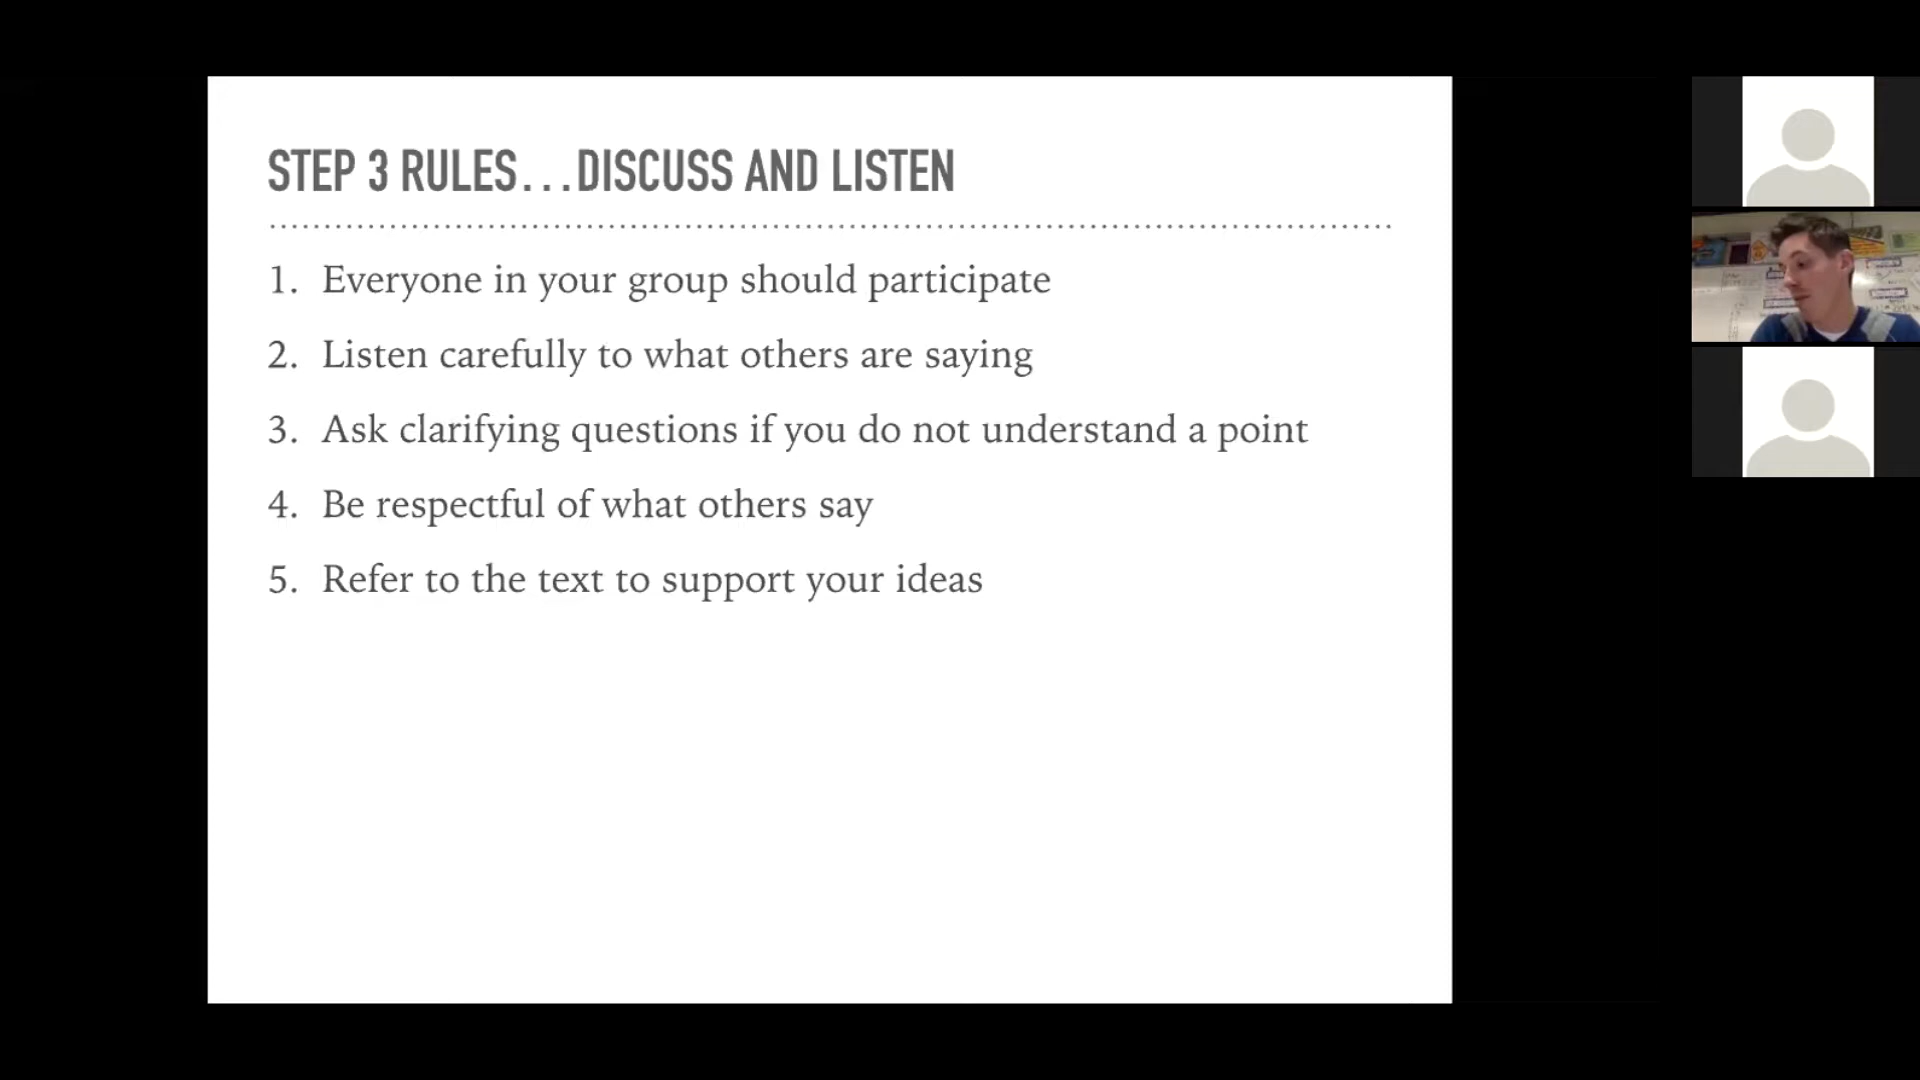 STEP 3 RULES...DISCUSS AND LISTEN
1. Everyone in your group should participate
2. Listen carefully to what others are saying
3. Ask clarifying questions if you do not understand a point
4. Be respectful of what others say
5. Refer to the text to support your ideas